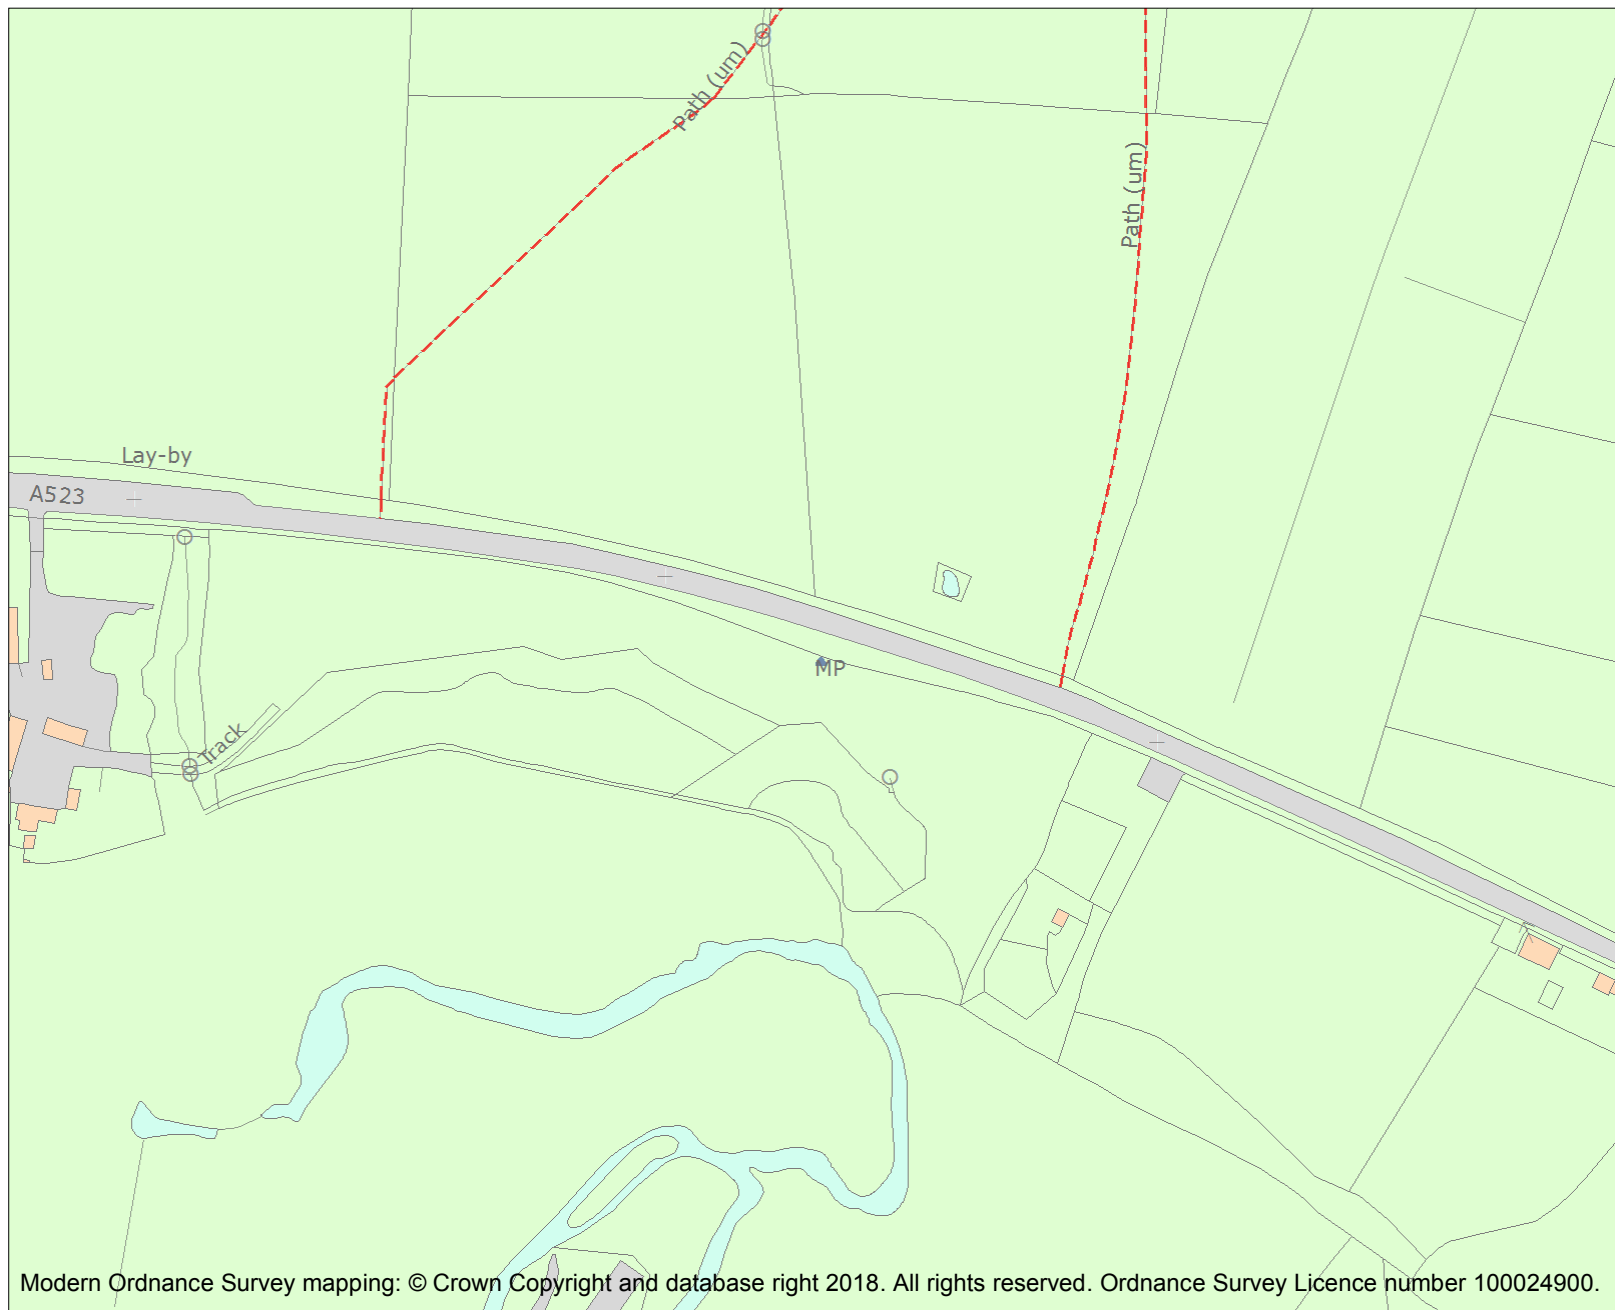 Path (um)
Path (um)
Lay-by
A523
MP
Track
Modern Ordnance Survey mapping: © Crown Copyright and database right 2018. All rights reserved. Ordnance Survey Licence number 100024900.